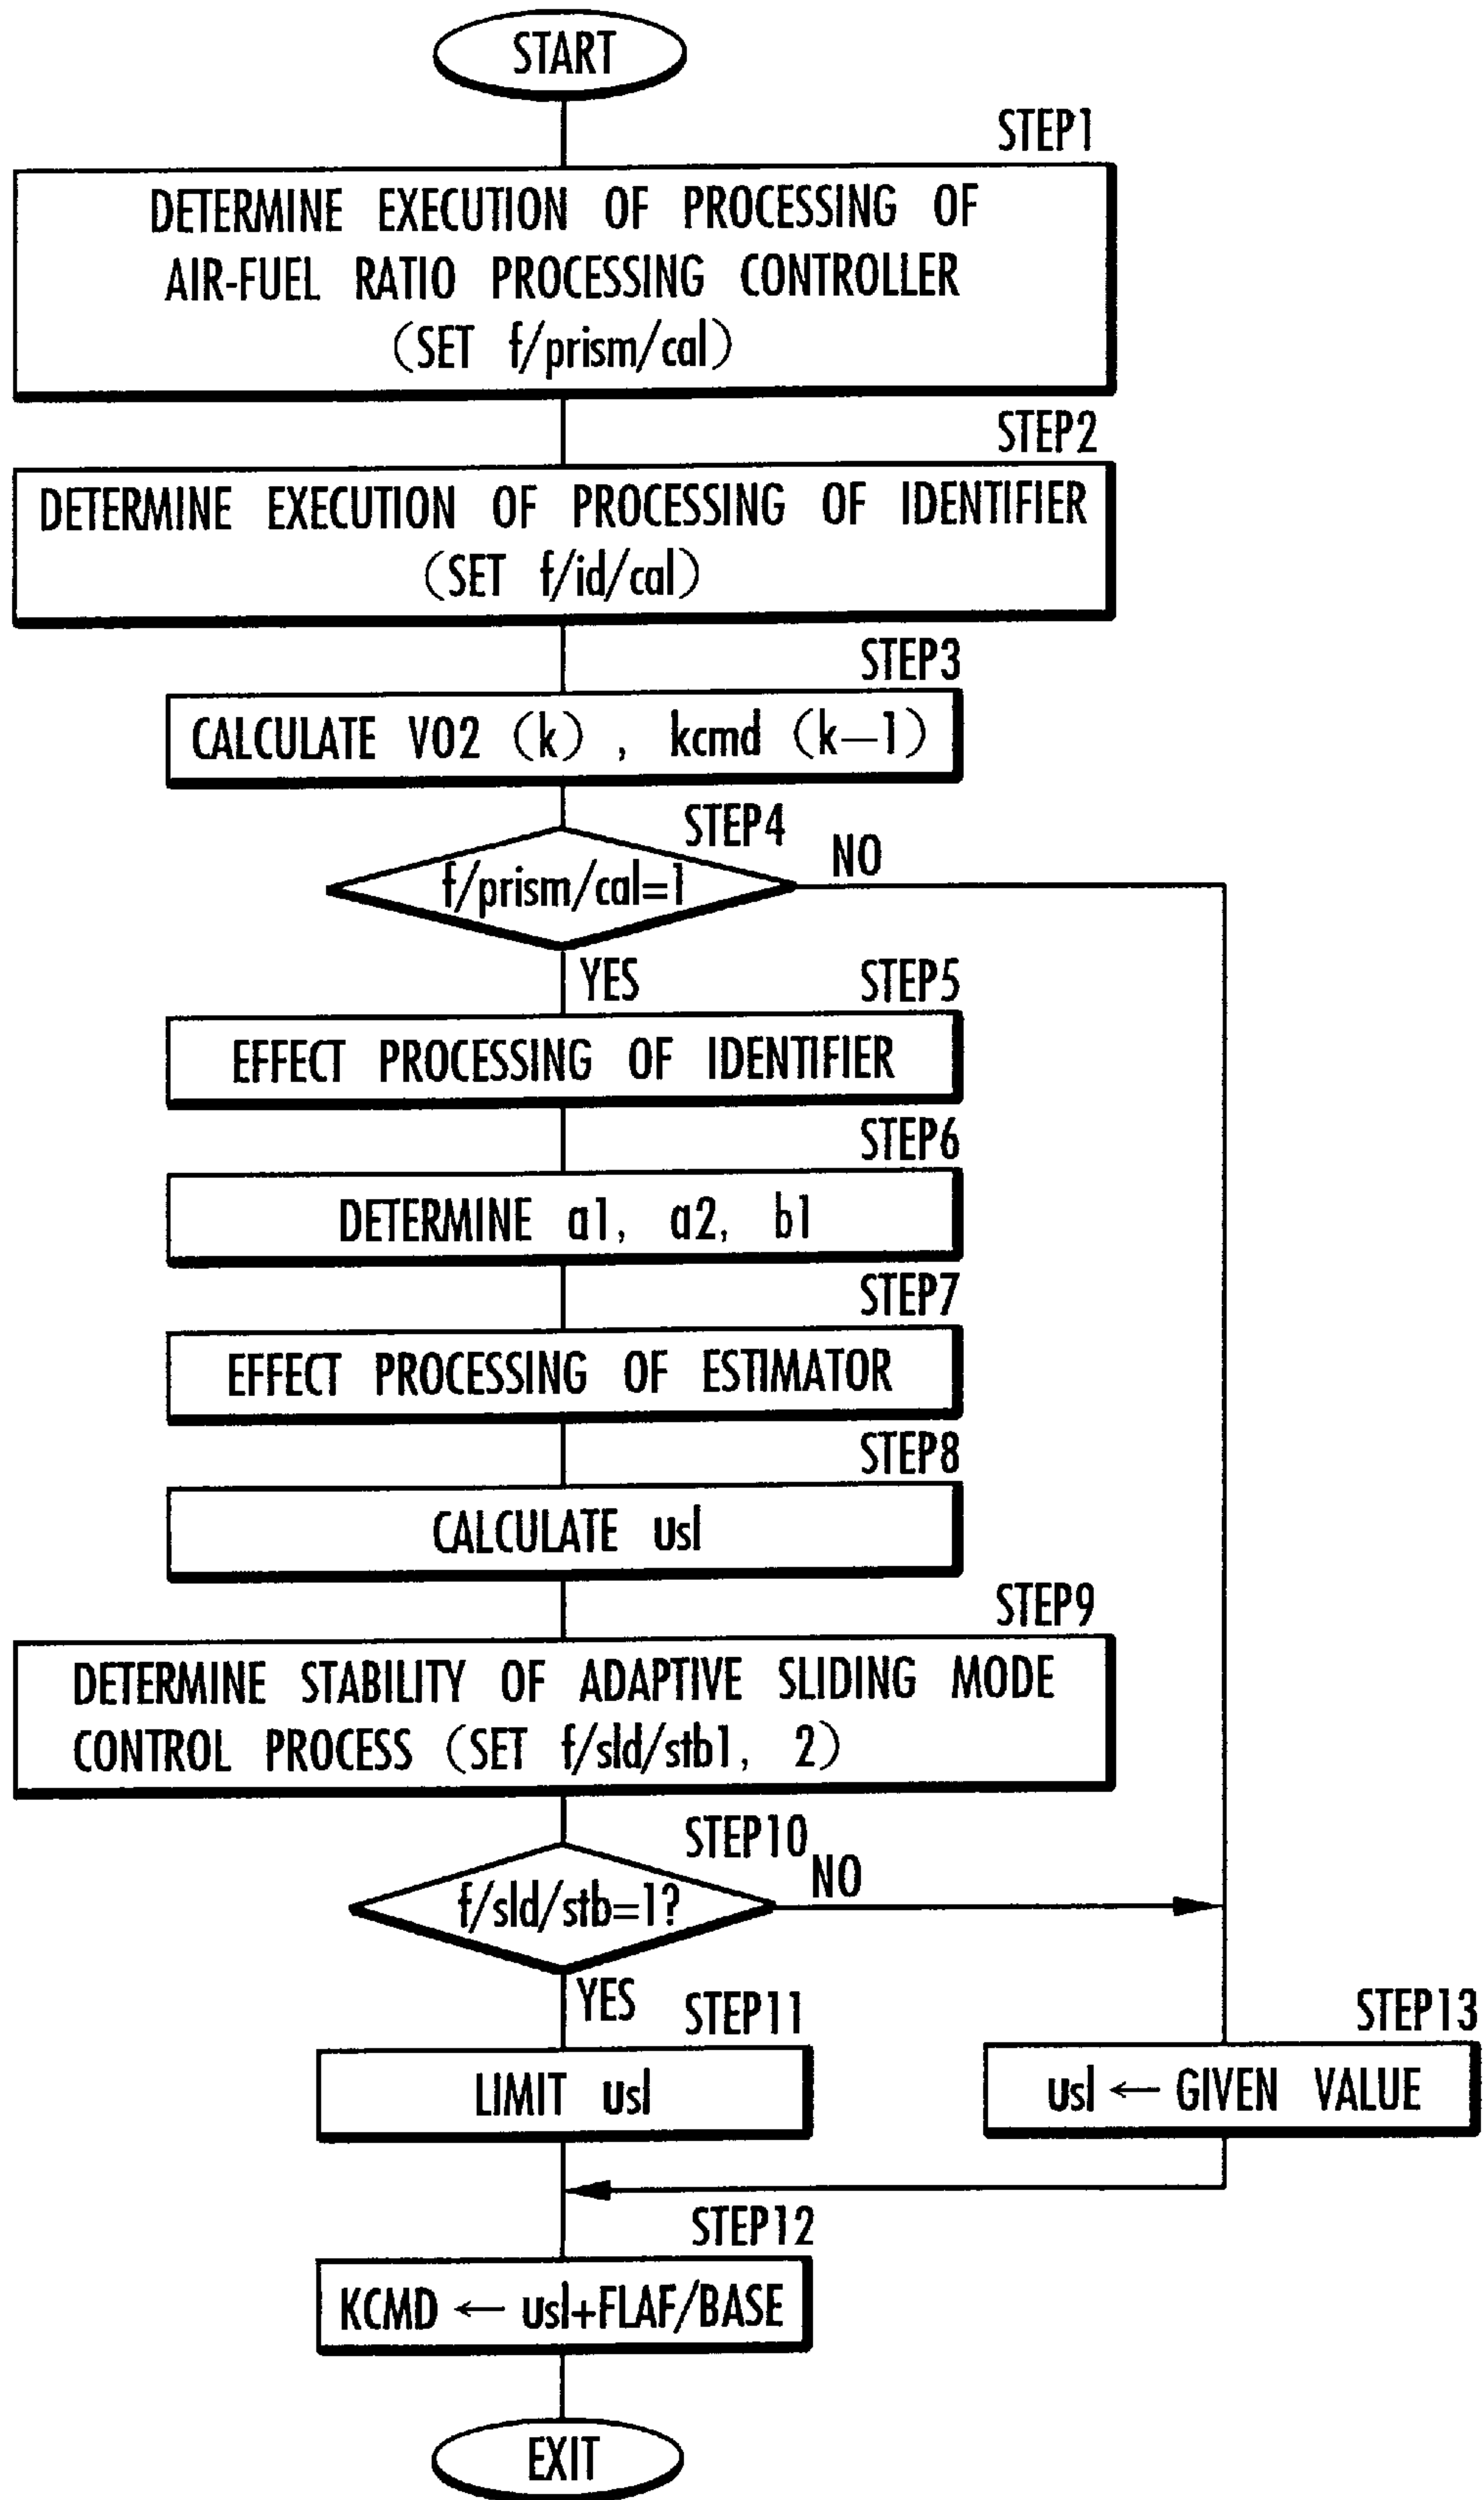 START
STEP1
DETERMINE EXECUTION OF PROCESSING OF
AIR-FUEL RATIO PROCESSING CONTROLLER
(SET f/prism/cal)
STEP2
DETERMINE EXECUTION OF PROCESSING OF IDENTIFIER
(SET f/id/cal)
STEP3
CALCULATE VO2 (k) , kcmd (k-1)
STEP4
f/prism/cal=1
NO
YES
STEP5
EFFECT PROCESSING OF IDENTIFIER
STEP6
DETERMINE a1, a2, b1
STEP7
EFFECT PROCESSING OF ESTIMATOR
STEP8
CALCULATE usl
STEP9
DETERMINE STABILITY OF ADAPTIVE SLIDING MODE
CONTROL PROCESS (SET f/sld/stb1, 2)
STEP10
f/sld/stb=1?
NO
YES
STEP11
LIMIT usl
STEP13
usl ← GIVEN VALUE
STEP12
KCMD ← usl+FLAF/BASE
EXIT